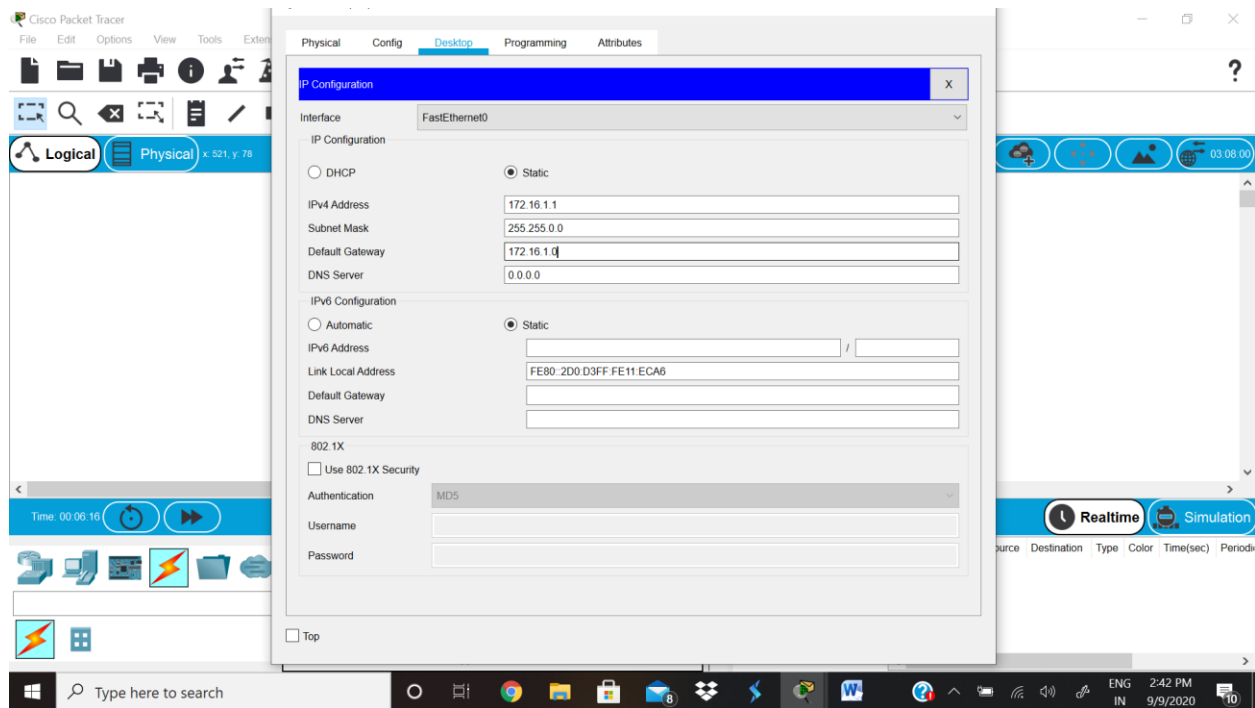 Cisco Packet Tracer
File Edit Options View Tools Exten
Physical Config Desktop Programming Attributes
IP Configuration X
Interface FastEthernet0
IP Configuration
DHCP Static
IPv4 Address 172.16.1.1
Subnet Mask 255.255.0.0
Default Gateway 172.16.1.0
DNS Server 0.0.0.0
IPv6 Configuration
Automatic Static
IPv6 Address /
Link Local Address FE80::2D0:D3FF:FE11:ECA6
Default Gateway
DNS Server
802.1X
Use 802.1X Security
Authentication MD5
Username
Password
Top
?
Logical Physical x: 521, y: 78
03:08:00
Time: 00:06:16
Realtime Simulation
Destination Type Color Time(sec)
Type here to search
8
W
ENG 2:42 PM
IN 9/9/2020
10